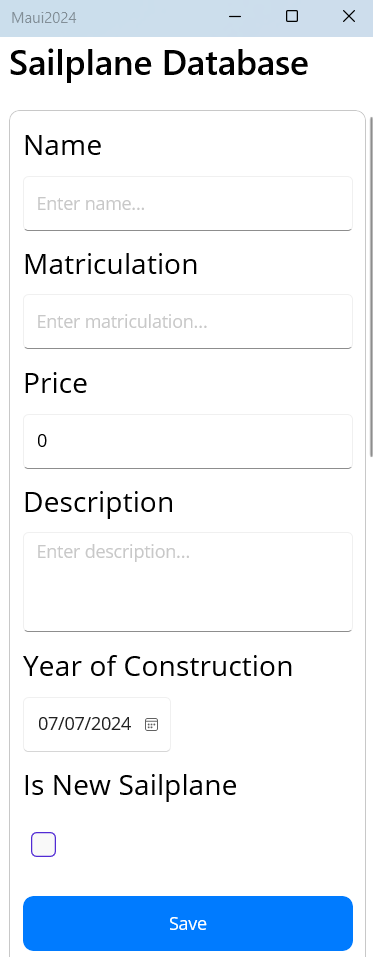 Maui2024
Sailplane Database
Name
Enter name...
Matriculation
Enter matriculation...
Price
0
Description
Enter description...
Year of Construction
07/07/2024
Is New Sailplane
Save